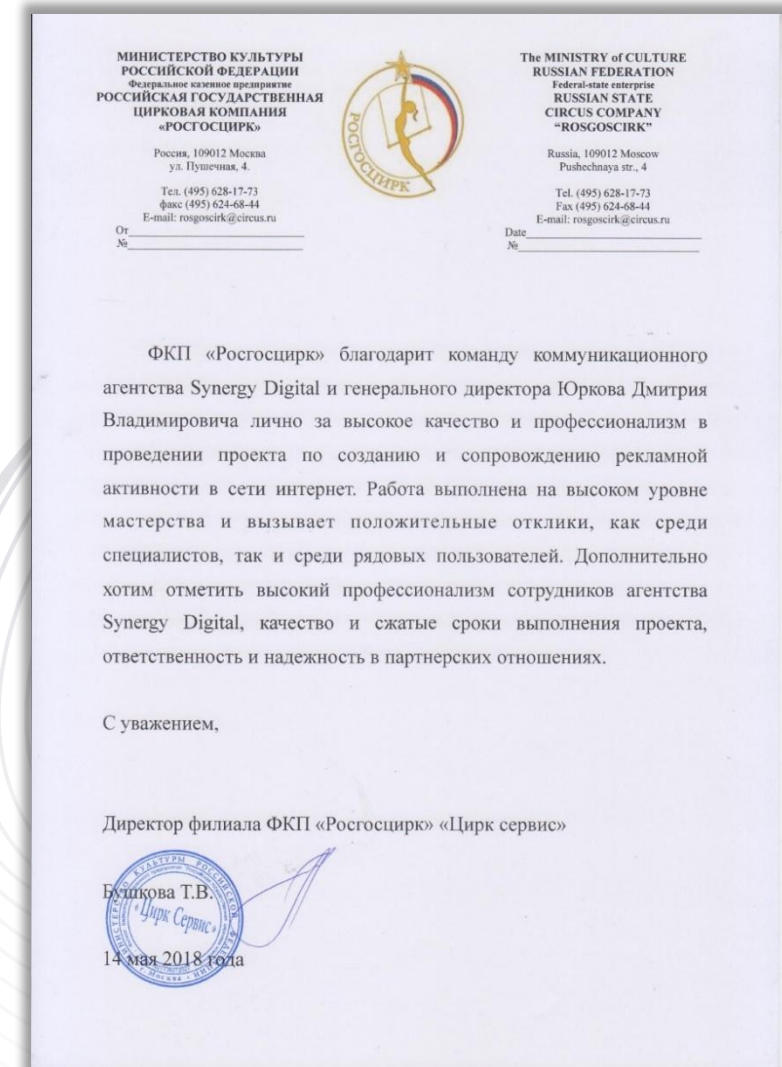 МИНИСТЕРСТВО КУЛЬТУРЫ
РОССИЙСКОЙ ФЕДЕРАЦИИ
Федеральное казенное предприятие
РОССИЙСКАЯ ГОСУДАРСТВЕННАЯ
ЦИРКОВАЯ КОМПАНИЯ
«РОСГОСЦИРК»
Россия, 109012 Москва
ул. Пушечная, 4.
Тел. (495) 628-17-73
факс (495) 624-68-44
E-mail: rosgoscirk@circus.ru
От
№
РОСГОСЦИРК
The MINISTRY of CULTURE
RUSSIAN FEDERATION
Federal-state enterprise
RUSSIAN STATE
CIRCUS COMPANY
“ROSGOSCIRK”
Russia, 109012 Moscow
Pushechnaya str., 4
Tel. (495) 628-17-73
Fax (495) 624-68-44
E-mail: rosgoscirk@circus.ru
Date
№
ФКП «Росгосцирк» благодарит команду коммуникационного
агентства Synergy Digital и генерального директора Юркова Дмитрия
Владимировича лично за высокое качество и профессионализм в
проведении проекта по созданию и сопровождению рекламной
активности в сети интернет. Работа выполнена на высоком уровне
мастерства и вызывает положительные отклики, как среди
специалистов, так и среди рядовых пользователей. Дополнительно
хотим отметить высокий профессионализм сотрудников агентства
Synergy Digital, качество и сжатые сроки выполнения проекта,
ответственность и надежность в партнерских отношениях.
С уважением,
Директор филиала ФКП «Росгосцирк» «Цирк сервис»
Бушкова Т.В.
14 мая 2018 года
МИНИСТЕРСТВО КУЛЬТУРЫ РОССИЙСКОЙ ФЕДЕРАЦИИ
«Цирк Сервис»
г. Москва